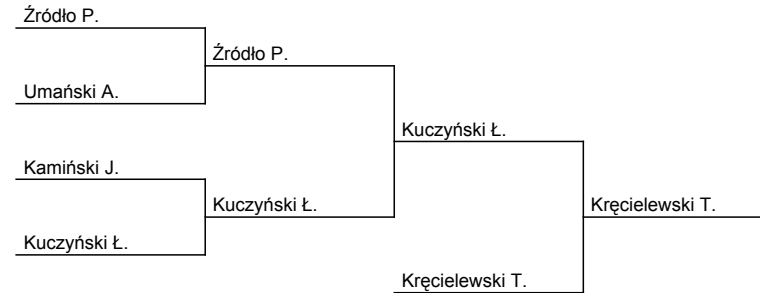 Źródło P.
Źródło P.
Umański A.
Kuczyński Ł.
Kamiński J.
Kuczyński Ł.
Kręcielewski T.
Kuczyński Ł.
Kręcielewski T.